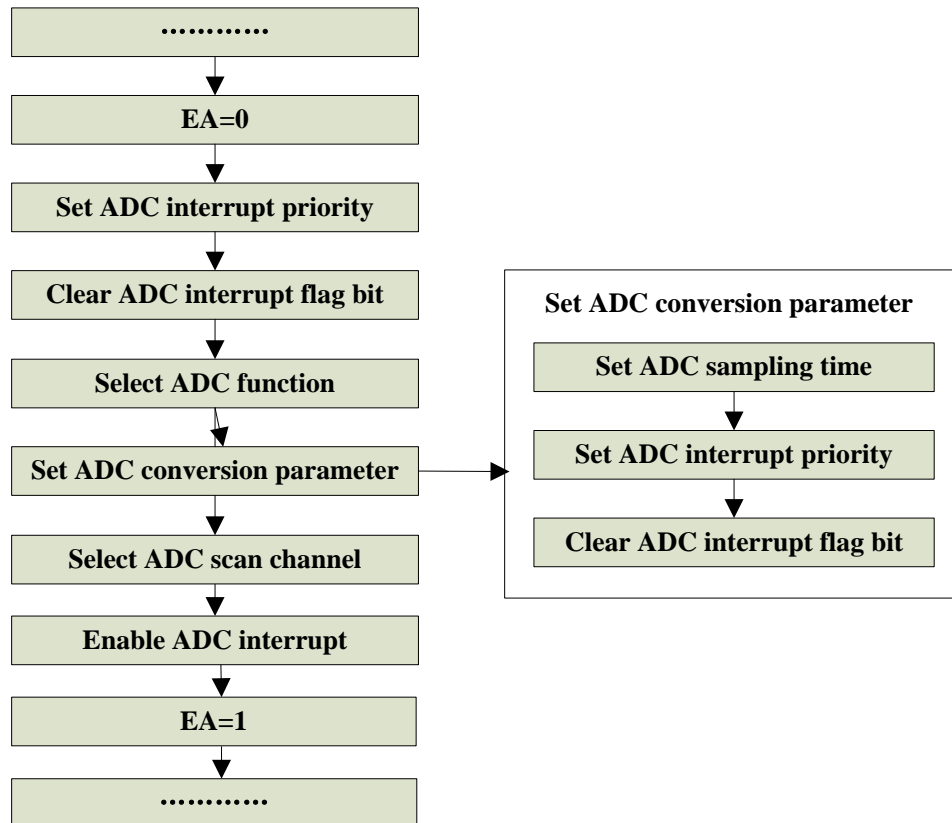 ............
EA=0
Set ADC interrupt priority
Clear ADC interrupt flag bit
Select ADC function
Set ADC conversion parameter
Select ADC scan channel
Enable ADC interrupt
EA=1
............
Set ADC conversion parameter
Set ADC sampling time
Set ADC interrupt priority
Clear ADC interrupt flag bit